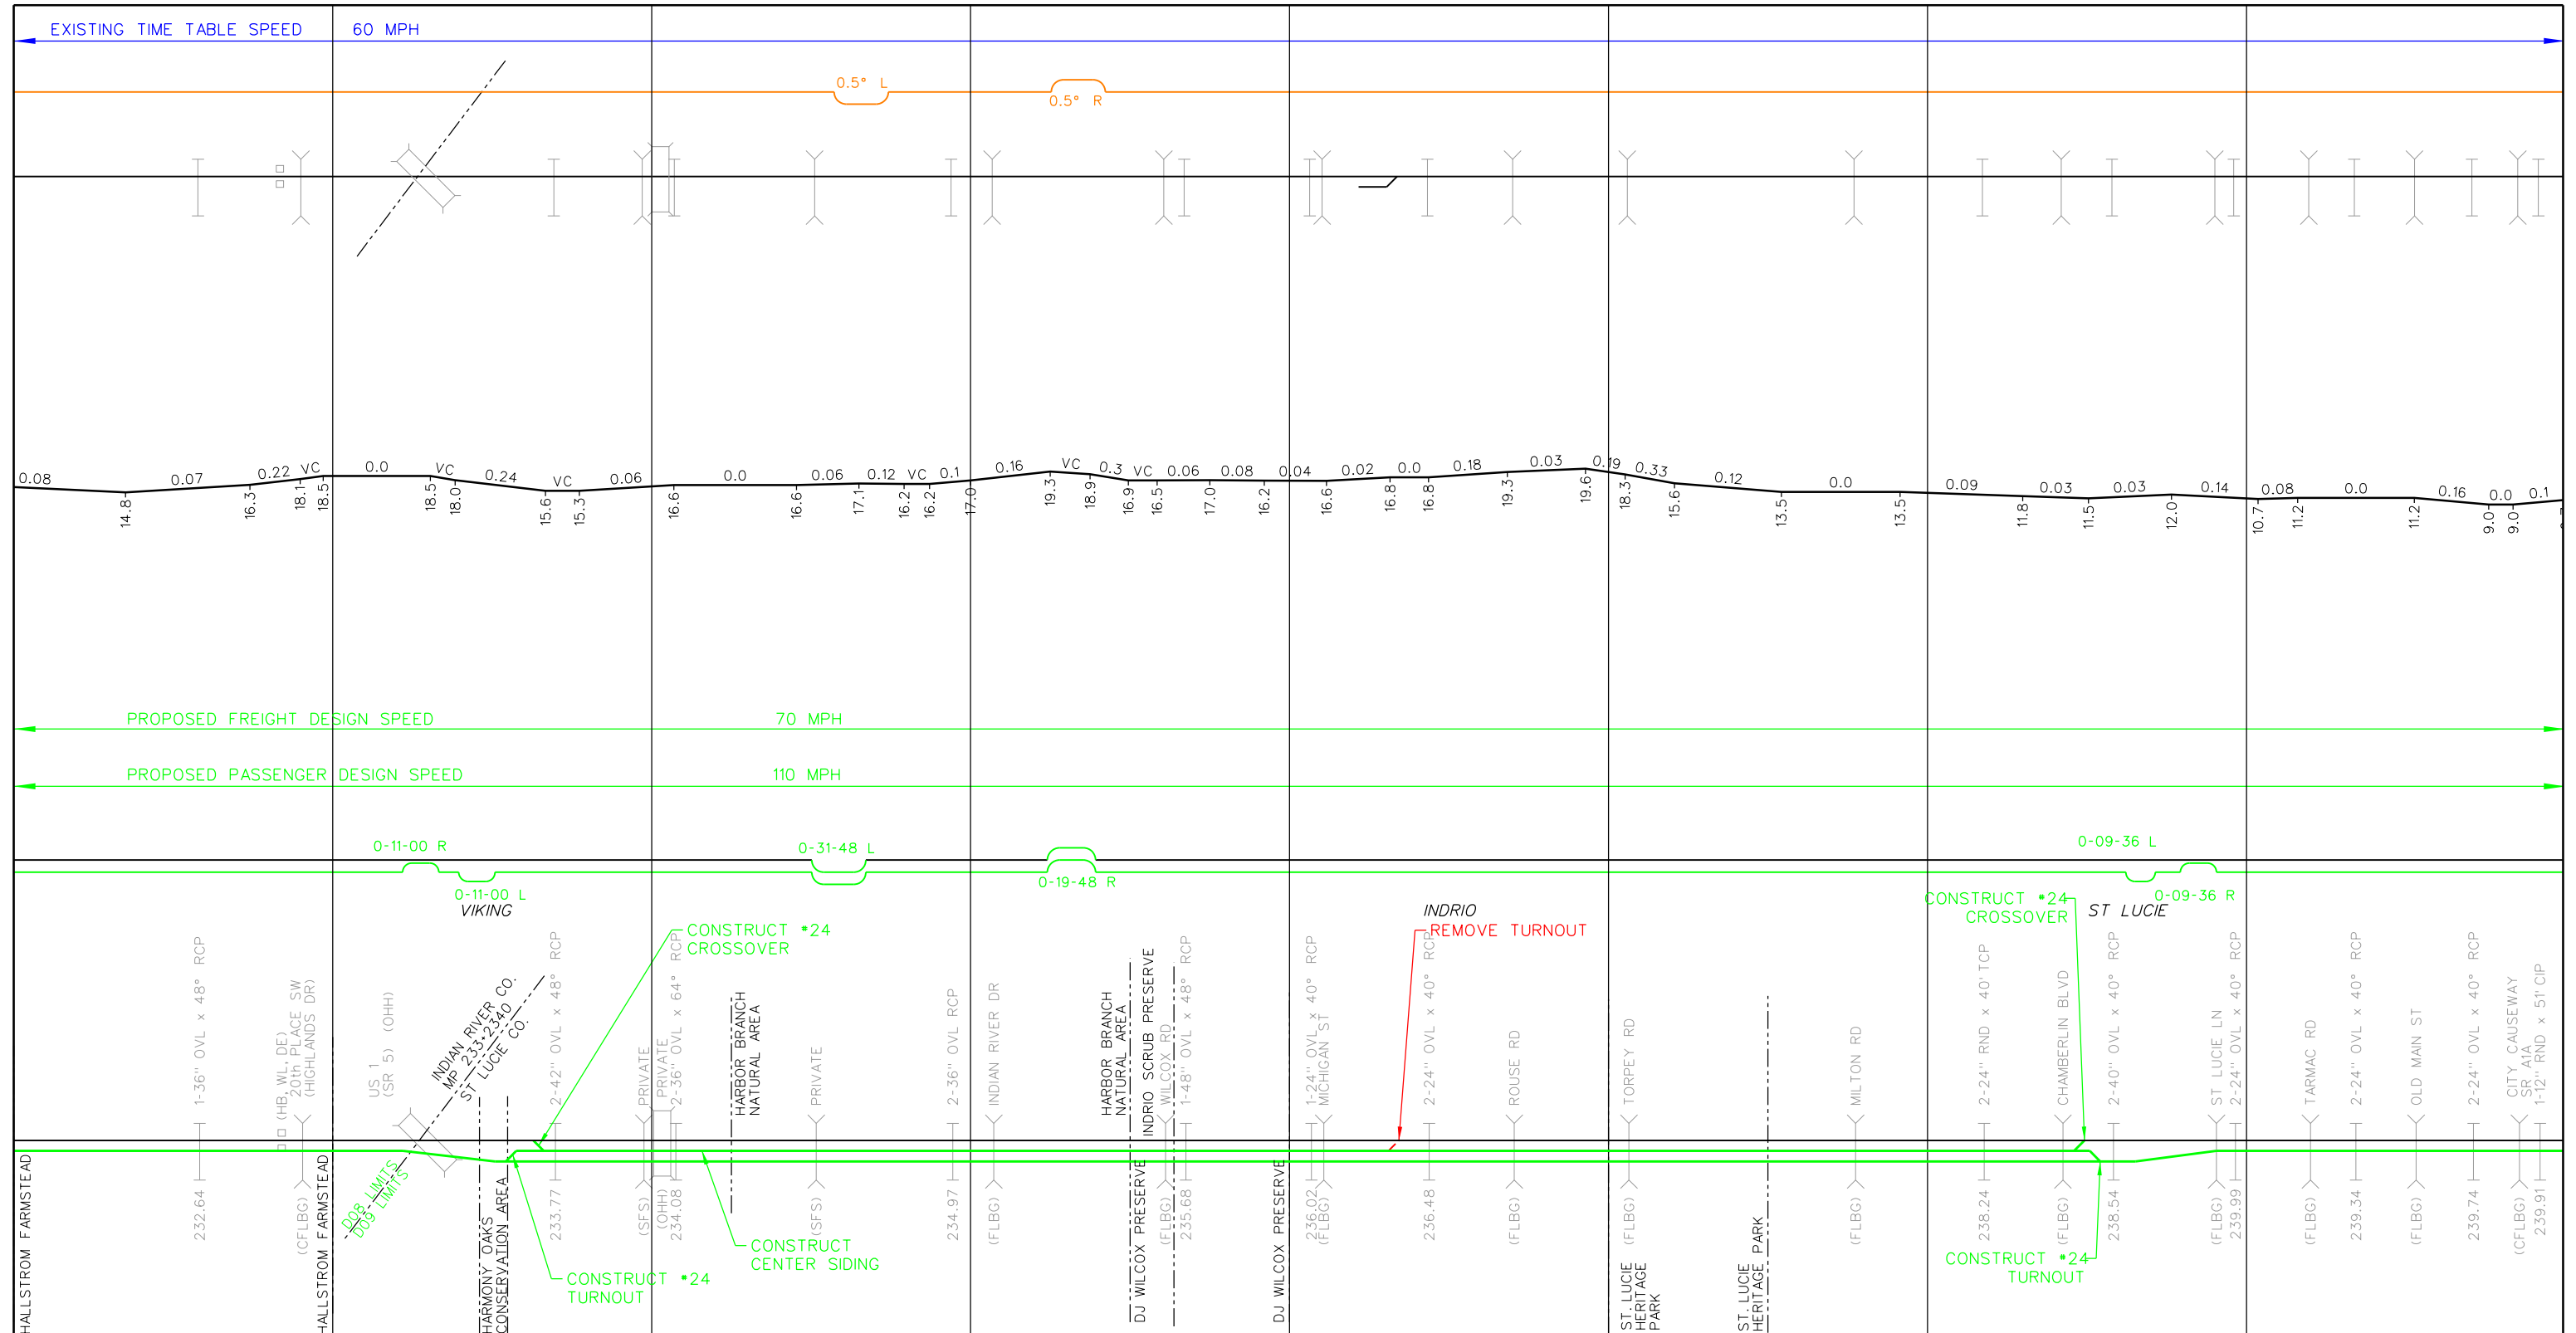 EXISTING TIME TABLE SPEED 60 MPH
0.5° L
0.5° R
0.08
0.07
0.22
VC
0.0
VC
0.24
VC
0.06
0.0
0.06
0.12
VC
0.1
0.16
VC
0.3
VC
0.06
0.08
0.04
0.02
0.0
0.18
0.03
0.19
0.33
0.12
0.0
0.09
0.03
0.03
0.14
0.08
0.0
0.16
0.0
0.1
14.8
16.3
18.1
18.5
18.5
18.0
15.6
15.3
16.6
16.6
17.1
16.2
16.2
17.0
19.3
18.9
16.9
16.5
17.0
16.2
16.6
16.8
16.8
19.3
19.6
18.3
15.6
13.5
13.5
11.8
11.5
12.0
10.7
11.2
11.2
9.0
9.0
PROPOSED FREIGHT DESIGN SPEED 70 MPH
PROPOSED PASSENGER DESIGN SPEED 110 MPH
0-11-00 R
0-11-00 L
0-31-48 L
0-19-48 R
0-09-36 L
0-09-36 R
VIKING
INDRIO
ST LUCIE
CONSTRUCT #24
CROSSOVER
REMOVE TURNOUT
CONSTRUCT #24
CROSSOVER
1-36" OVL x 48° RCP
232.64
(HB, WL, DE)
20th PLACE SW
(HIGHLANDS DR)
(CFLBG)
US 1
(SR 5) (OHH)
INDIAN RIVER CO.
MP 233+2340
ST LUCIE CO.
D08 LIMITS
D09 LIMITS
2-42" OVL x 48° RCP
233.77
PRIVATE
(SFS)
PRIVATE
(OHH)
2-36" OVL x 64° RCP
234.08
HARBOR BRANCH
NATURAL AREA
PRIVATE
(SFS)
2-36" OVL RCP
234.97
INDIAN RIVER DR
(FLBG)
HARBOR BRANCH
NATURAL AREA
INDRIO SCRUB PRESERVE
WILCOX RD
(FLBG)
1-48" OVL x 48° RCP
235.68
1-24" OVL x 40° RCP
236.02
MICHIGAN ST
(FLBG)
2-24" OVL x 40° RCP
236.48
ROUSE RD
(FLBG)
TORPEY RD
(FLBG)
MILTON RD
(FLBG)
2-24" RND x 40' TCP
238.24
CHAMBERLIN BLVD
(FLBG)
2-40" OVL x 40° RCP
238.54
ST LUCIE LN
(FLBG)
2-24" OVL x 40° RCP
239.99
TARMAC RD
(FLBG)
2-24" OVL x 40° RCP
239.34
OLD MAIN ST
(FLBG)
2-24" OVL x 40° RCP
239.74
CITY CAUSEWAY
SR A1A
(CFLBG)
1-12" RND x 51' CIP
239.91
HALLSTROM FARMSTEAD
HALLSTROM FARMSTEAD
HARMONY OAKS
CONSERVATION AREA
CONSTRUCT #24
TURNOUT
CONSTRUCT
CENTER SIDING
DJ WILCOX PRESERVE
DJ WILCOX PRESERVE
ST. LUCIE
HERITAGE
PARK
ST. LUCIE
HERITAGE PARK
CONSTRUCT #24
TURNOUT